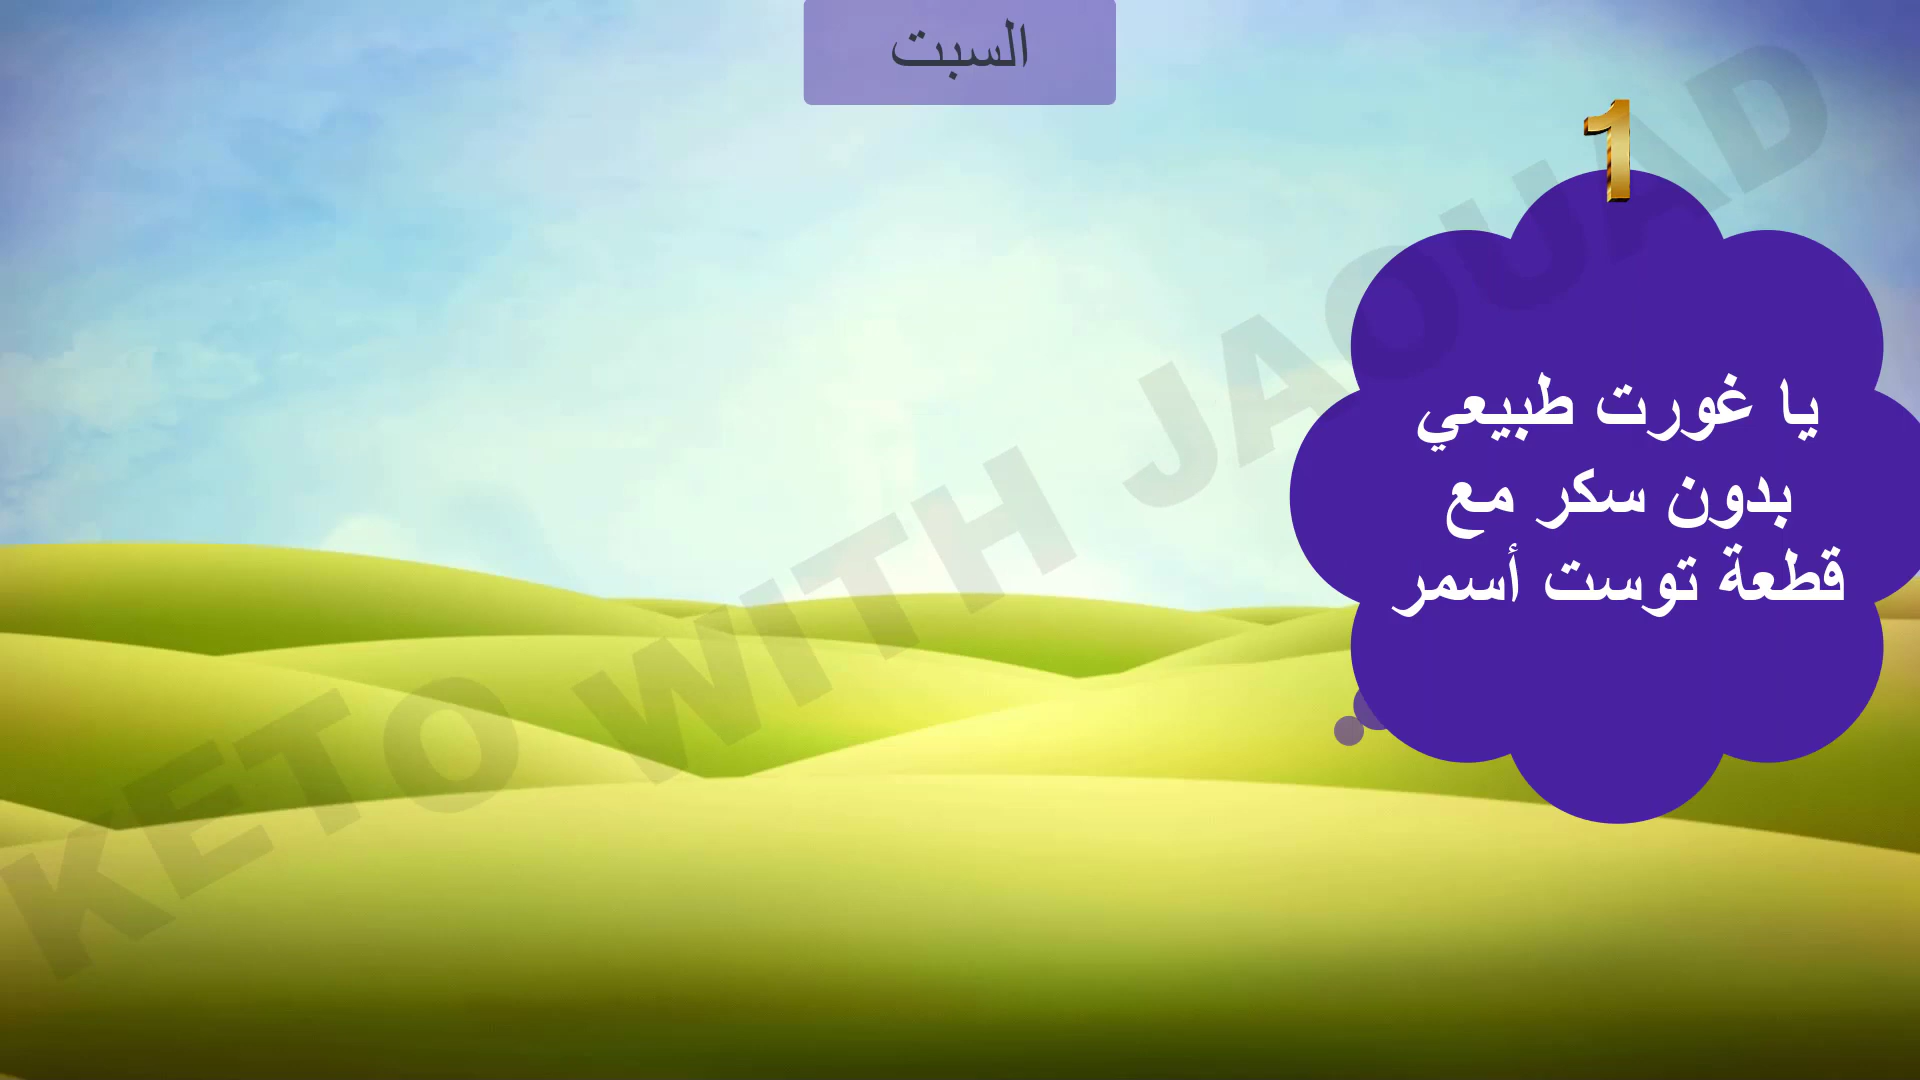 السبت
1
يا غورت طبيعي
بدون سكر مع
قطعة توست أسمر
KETO WITH JAOUAD